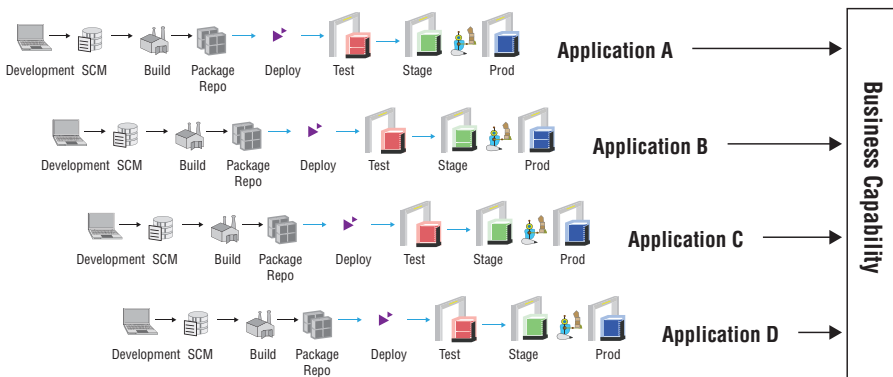 Development SCM Build Package Repo Deploy Test Stage Prod
Application A
Development SCM Build Package Repo Deploy Test Stage Prod
Application B
Development SCM Build Package Repo Deploy Test Stage Prod
Application C
Development SCM Build Package Repo Deploy Test Stage Prod
Application D
Business Capability